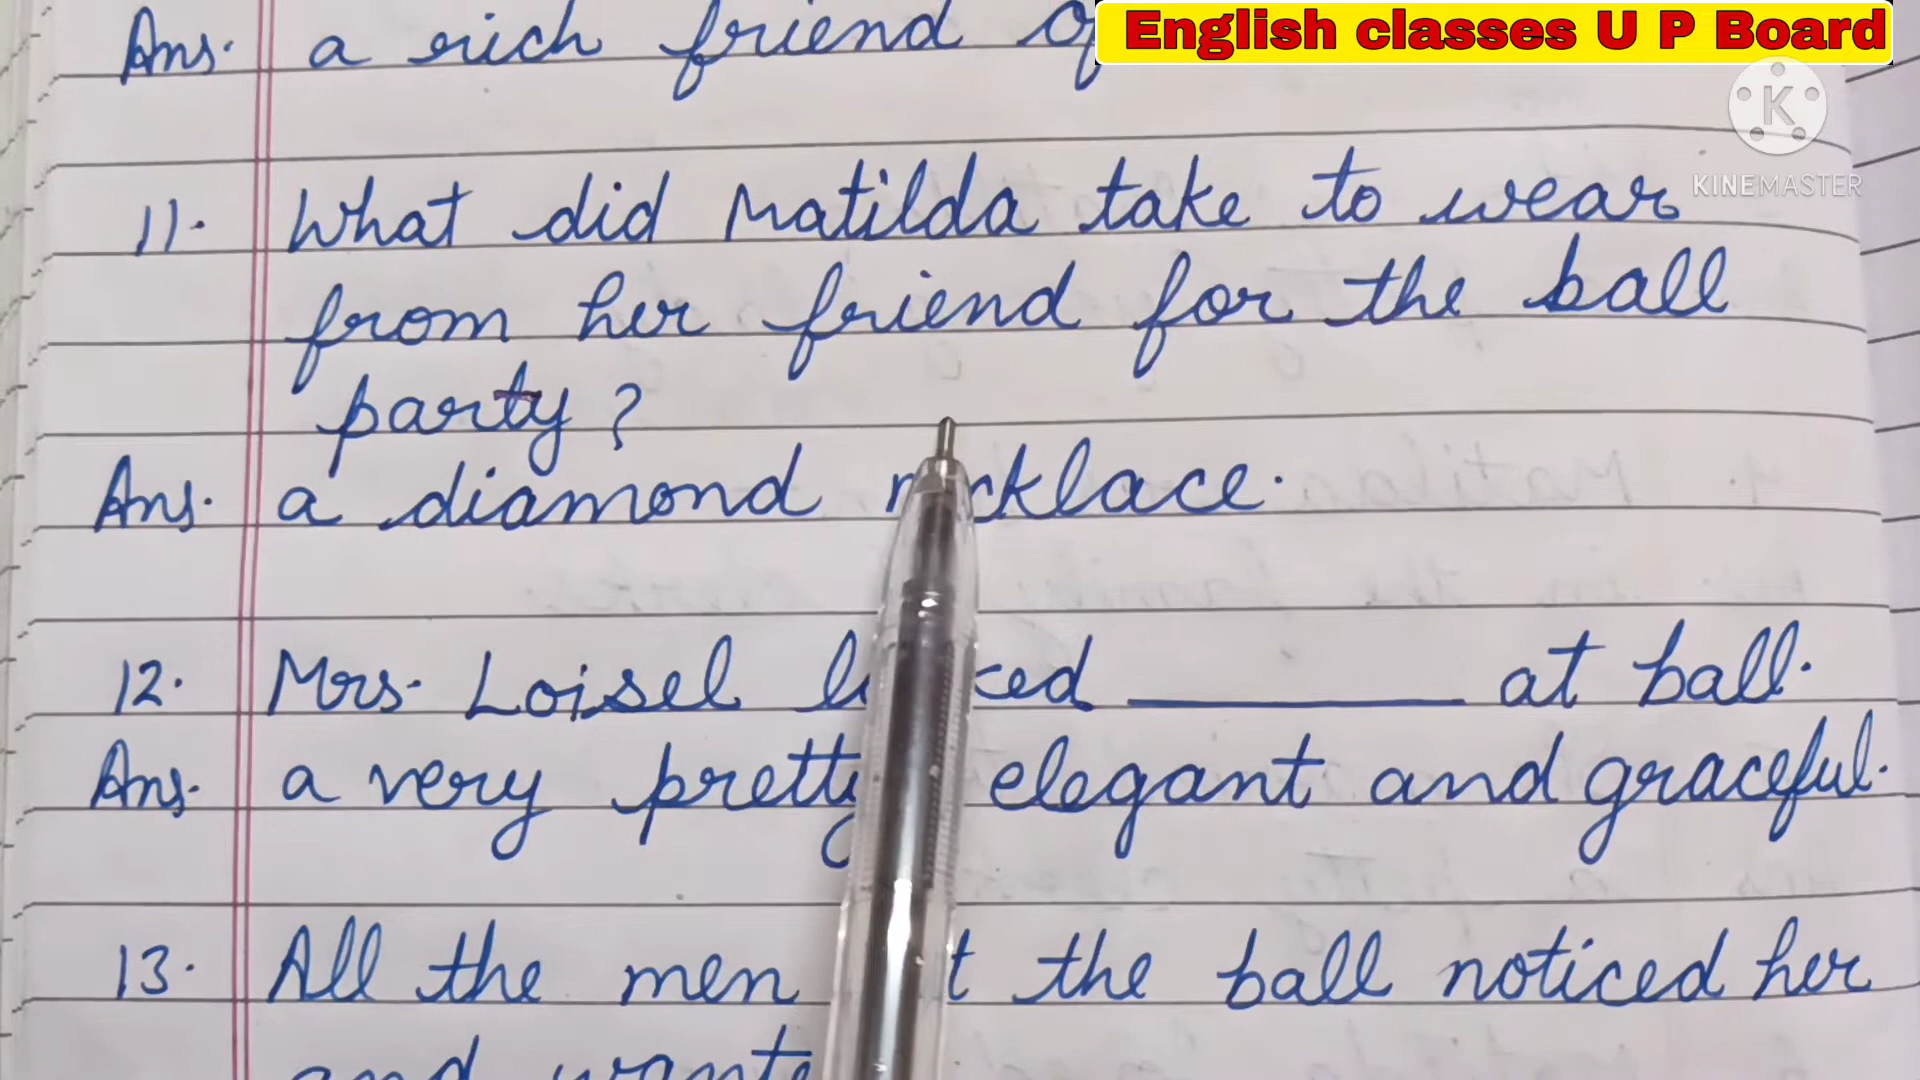 English classes U P Board
Ans. a rich friend
KINEMASTER
11. What did Matilda take to wear
from her friend for the ball
party?
Ans. a diamond necklace.
12. Mrs. Loisel looked ________ at ball.
Ans. a very pretty elegant and graceful.
13. All the men at the ball noticed her
and